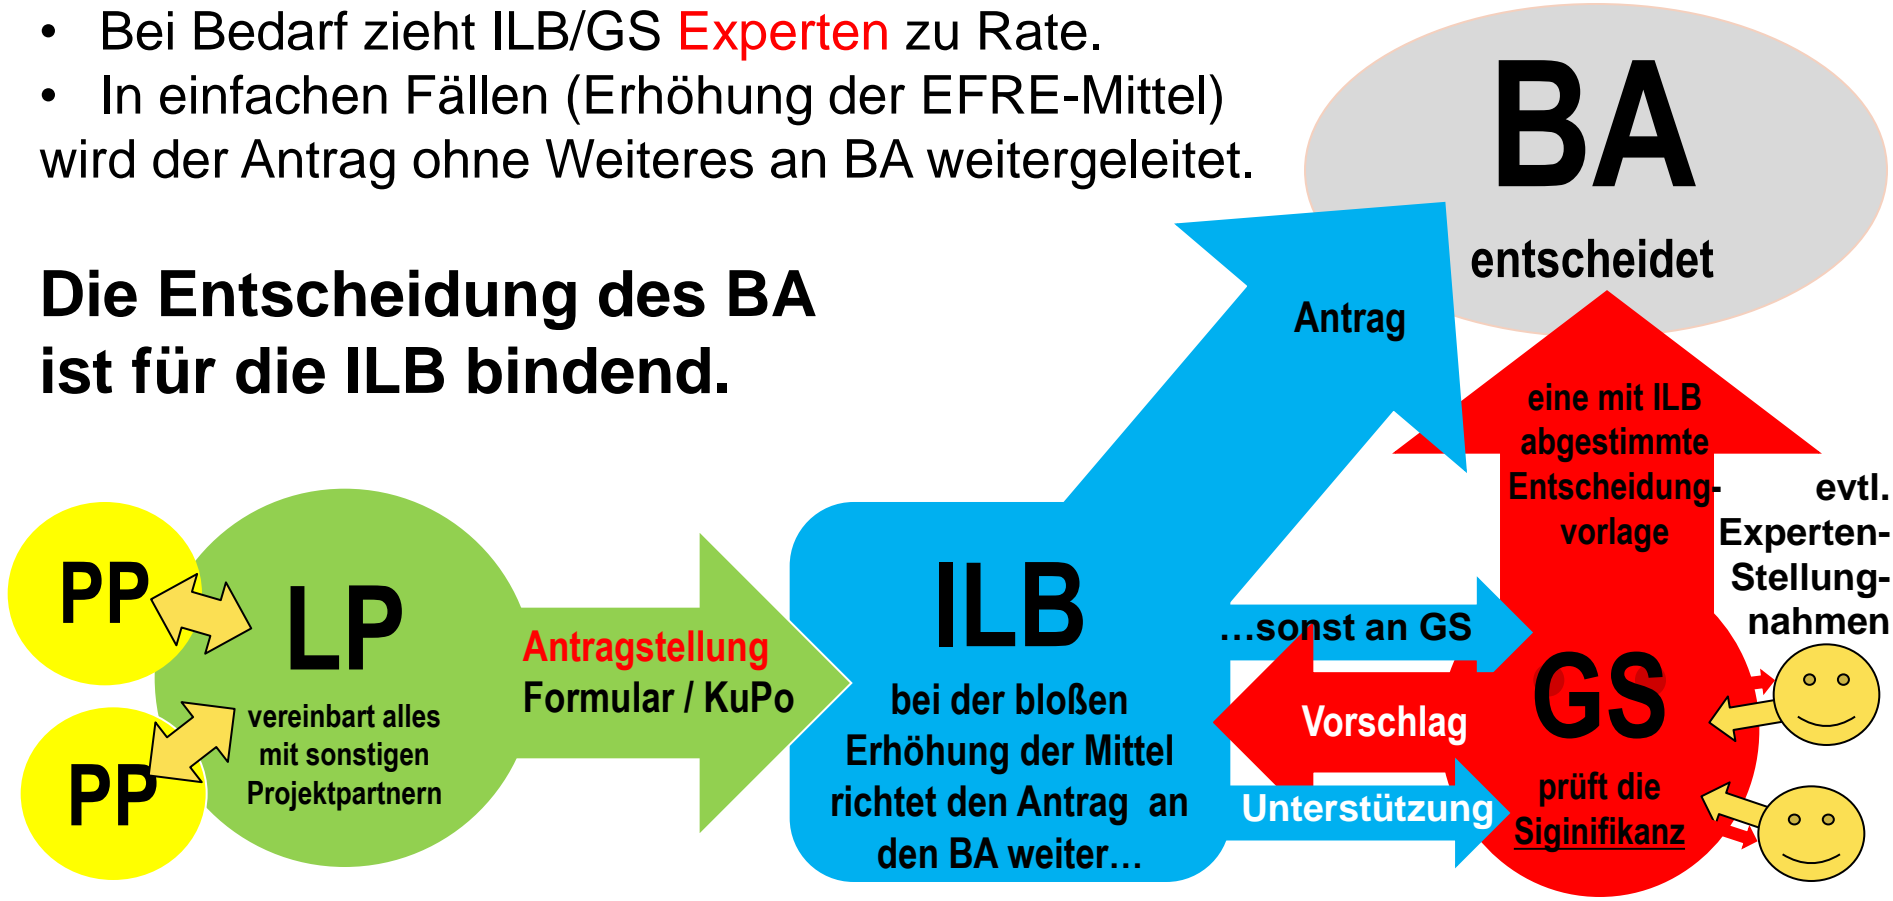 • Bei Bedarf zieht ILB/GS Experten zu Rate.
• In einfachen Fällen (Erhöhung der EFRE-Mittel)
wird der Antrag ohne Weiteres an BA weitergeleitet.
Die Entscheidung des BA
ist für die ILB bindend.
BA
entscheidet
Antrag
eine mit ILB
abgestimmte
Entscheidung-
vorlage
evtl.
Experten-
Stellung-
nahmen
PP
PP
LP
vereinbart alles
mit sonstigen
Projektpartnern
Antragstellung
Formular / KuPo
ILB
bei der bloßen
Erhöhung der Mittel
richtet den Antrag an
den BA weiter…
…sonst an GS
Vorschlag
Unterstützung
GS
prüft die
Siginifikanz